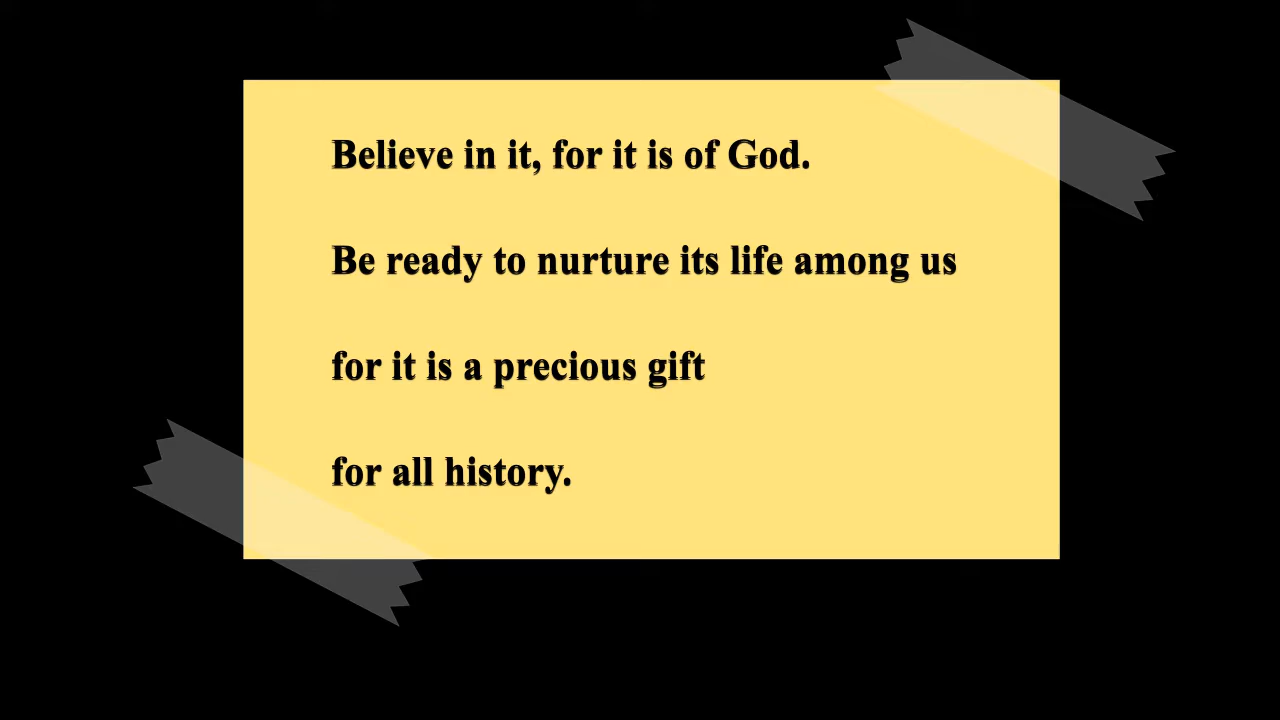 Believe in it, for it is of God.
Be ready to nurture its life among us
for it is a precious gift
for all history.